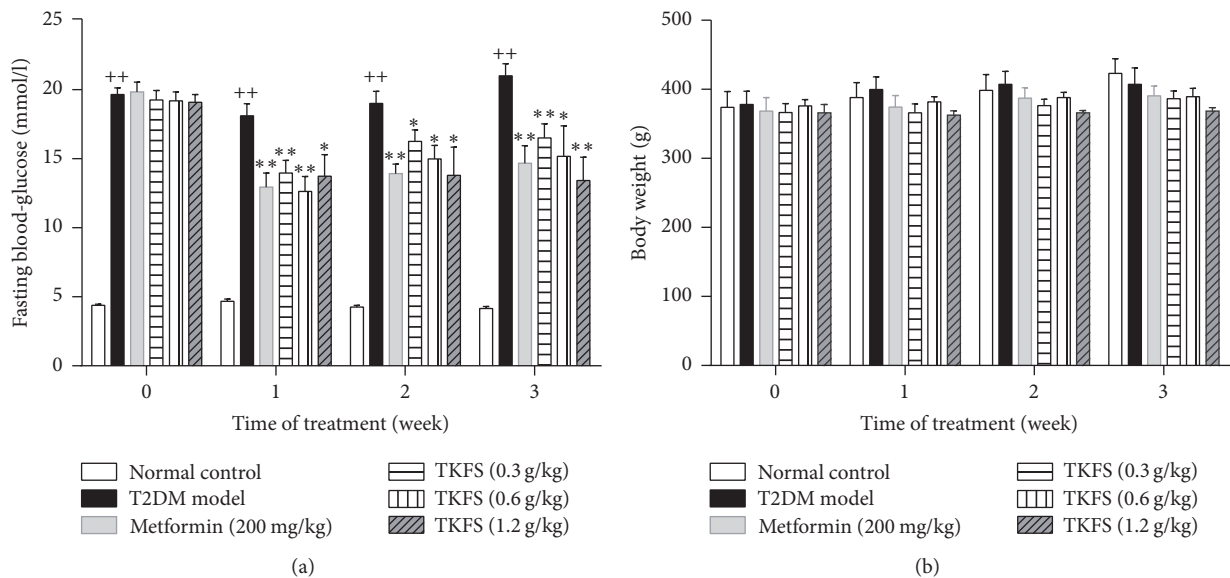 25
20
15
10
5
0
Fasting blood-glucose (mmol/l)
++
++
++
++
** ** ** *
** * * *
** ** * **
0 1 2 3
Time of treatment (week)
Normal control
T2DM model
Metformin (200 mg/kg)
TKFS (0.3 g/kg)
TKFS (0.6 g/kg)
TKFS (1.2 g/kg)
(a)
500
400
300
200
100
0
Body weight (g)
0 1 2 3
Time of treatment (week)
Normal control
T2DM model
Metformin (200 mg/kg)
TKFS (0.3 g/kg)
TKFS (0.6 g/kg)
TKFS (1.2 g/kg)
(b)